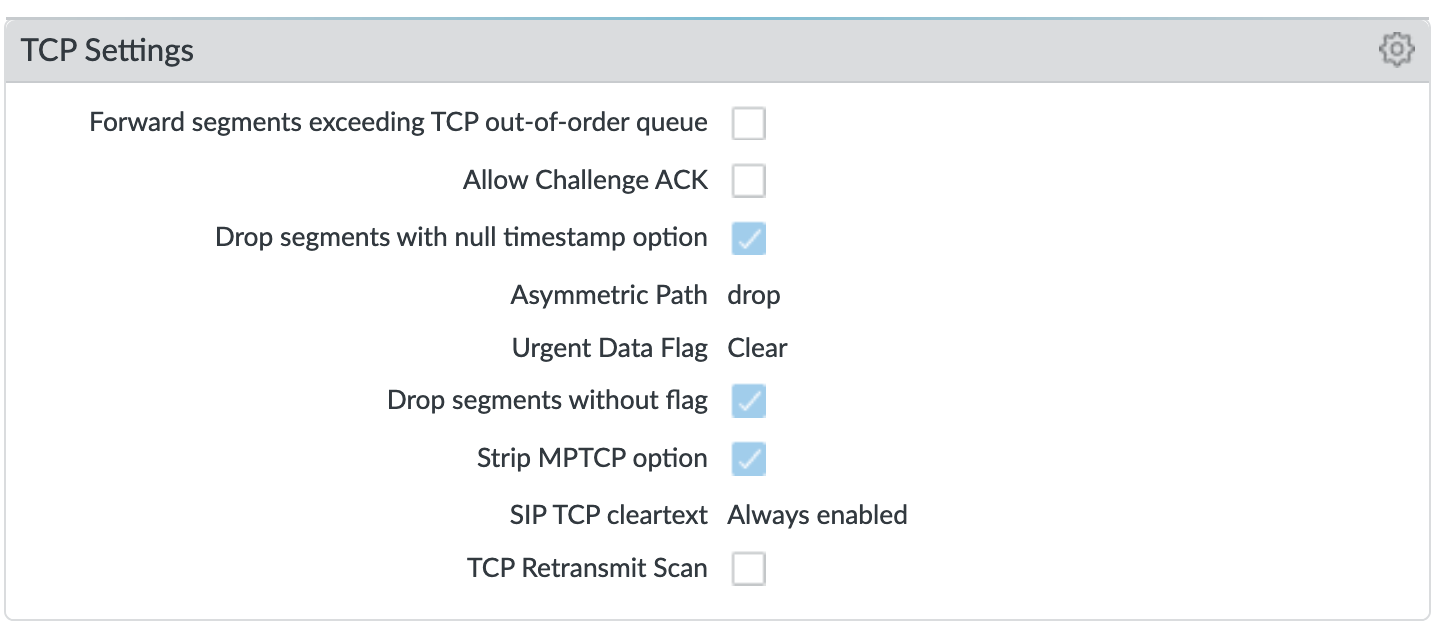 TCP Settings
Forward segments exceeding TCP out-of-order queue
Allow Challenge ACK
Drop segments with null timestamp option
Asymmetric Path drop
Urgent Data Flag Clear
Drop segments without flag
Strip MPTCP option
SIP TCP cleartext Always enabled
TCP Retransmit Scan